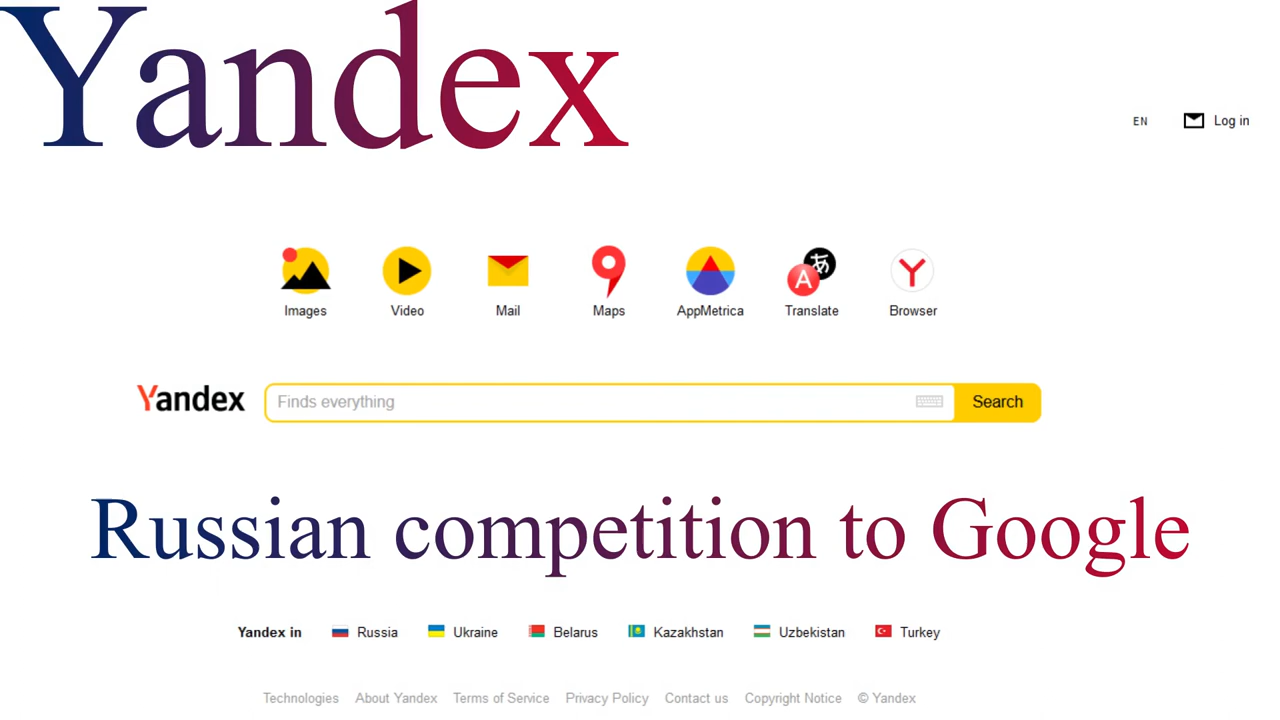 Yandex
EN Log in
Images Video Mail Maps AppMetrica Translate Browser
Yandex Finds everything Search
Russian competition to Google
Yandex in Russia Ukraine Belarus Kazakhstan Uzbekistan Turkey
Technologies About Yandex Terms of Service Privacy Policy Contact us Copyright Notice © Yandex